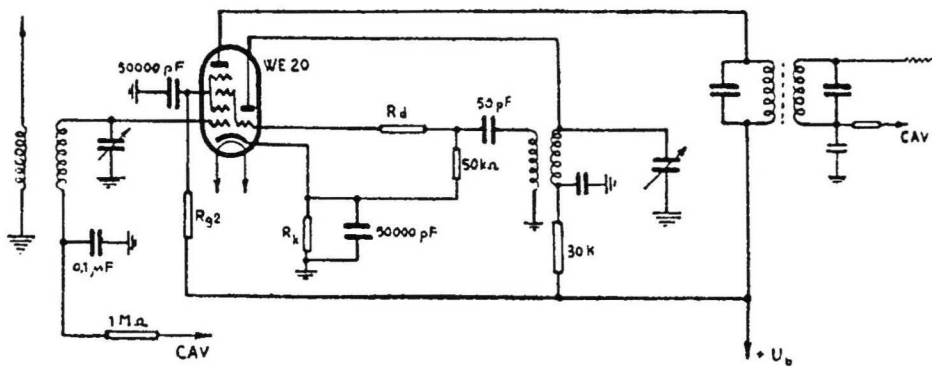 WE 20
50000 pF
Rd
50 pF
50kΩ
CAV
Rg2
Rk
50000 pF
30 K
0,1 µF
1 MΩ
CAV
+ Ub